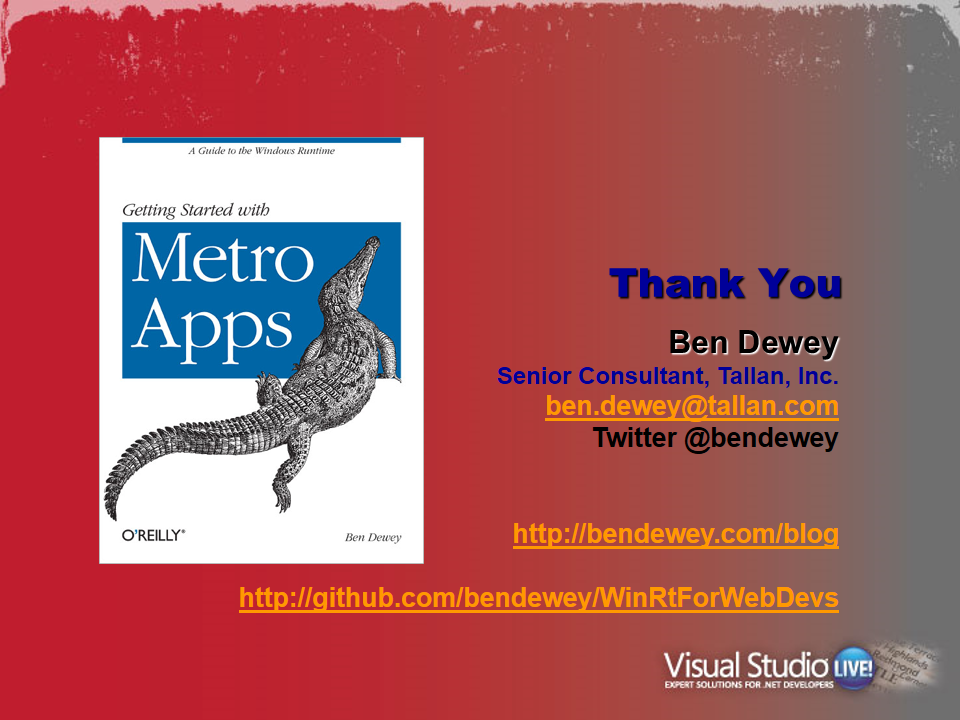 A Guide to the Windows Runtime
Getting Started with
Metro
Apps
O'REILLY®
Ben Dewey
Thank You
Ben Dewey
Senior Consultant, Tallan, Inc.
ben.dewey@tallan.com
Twitter @bendewey
http://bendewey.com/blog
http://github.com/bendewey/WinRtForWebDevs
Visual Studio LIVE!
EXPERT SOLUTIONS FOR .NET DEVELOPERS
Highlands
Redmond